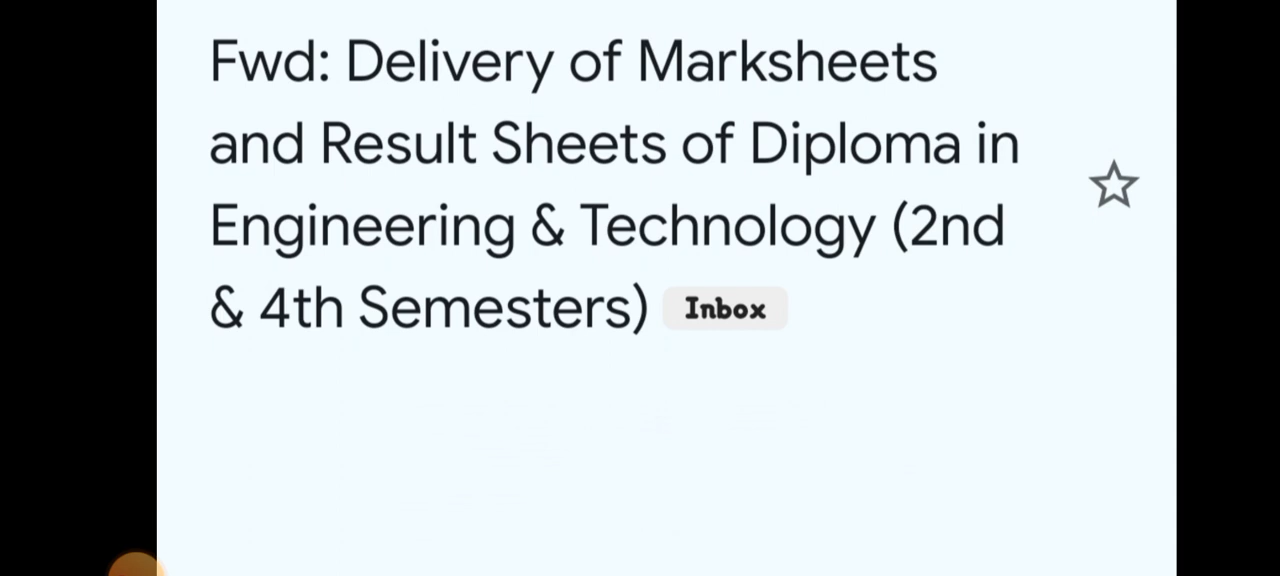 Fwd: Delivery of Marksheets
and Result Sheets of Diploma in
Engineering & Technology (2nd
& 4th Semesters) Inbox